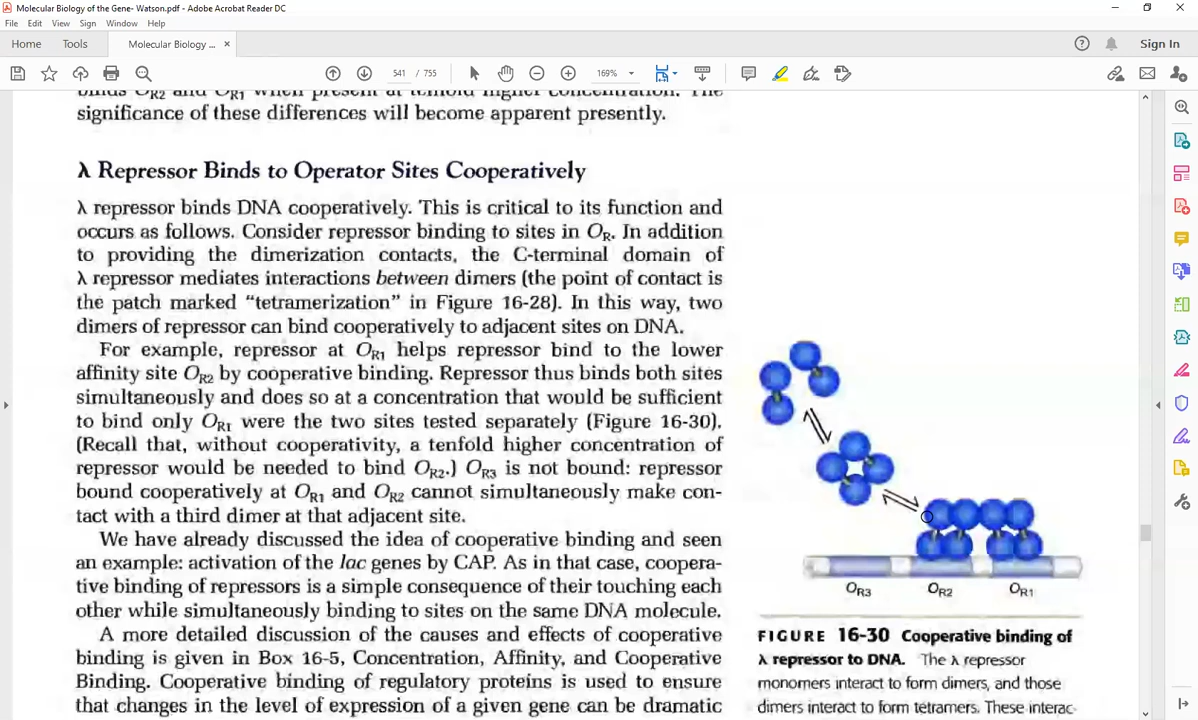 Molecular Biology of the Gene- Watson.pdf - Adobe Acrobat Reader DC
File Edit View Sign Window Help
Home Tools Molecular Biology ... × Sign In
541 / 755 169%
binds OR2 and OR1 when present at tenfold higher concentration. The
significance of these differences will become apparent presently.
λ Repressor Binds to Operator Sites Cooperatively
λ repressor binds DNA cooperatively. This is critical to its function and
occurs as follows. Consider repressor binding to sites in OR. In addition
to providing the dimerization contacts, the C-terminal domain of
λ repressor mediates interactions between dimers (the point of contact is
the patch marked “tetramerization” in Figure 16-28). In this way, two
dimers of repressor can bind cooperatively to adjacent sites on DNA.
For example, repressor at OR1 helps repressor bind to the lower
affinity site OR2 by cooperative binding. Repressor thus binds both sites
simultaneously and does so at a concentration that would be sufficient
to bind only OR1 were the two sites tested separately (Figure 16-30).
(Recall that, without cooperativity, a tenfold higher concentration of
repressor would be needed to bind OR2.) OR3 is not bound: repressor
bound cooperatively at OR1 and OR2 cannot simultaneously make con-
tact with a third dimer at that adjacent site.
We have already discussed the idea of cooperative binding and seen
an example: activation of the lac genes by CAP. As in that case, coopera-
tive binding of repressors is a simple consequence of their touching each
other while simultaneously binding to sites on the same DNA molecule.
A more detailed discussion of the causes and effects of cooperative
binding is given in Box 16-5, Concentration, Affinity, and Cooperative
Binding. Cooperative binding of regulatory proteins is used to ensure
that changes in the level of expression of a given gene can be dramatic
OR3 OR2 OR1
FIGURE 16-30 Cooperative binding of
λ repressor to DNA. The λ repressor
monomers interact to form dimers, and those
dimers interact to form tetramers. These interac-